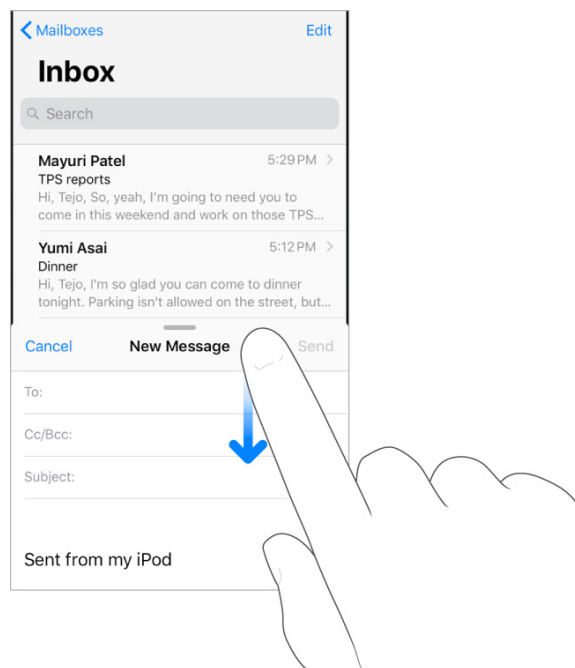 Mailboxes Edit
Inbox
Search
Mayuri Patel 5:29 PM
TPS reports
Hi, Tejo, So, yeah, I'm going to need you to
come in this weekend and work on those TPS...
Yumi Asai 5:12 PM
Dinner
Hi, Tejo, I'm so glad you can come to dinner
tonight. Parking isn't allowed on the street, but...
Cancel New Message Send
To:
Cc/Bcc:
Subject:
Sent from my iPod